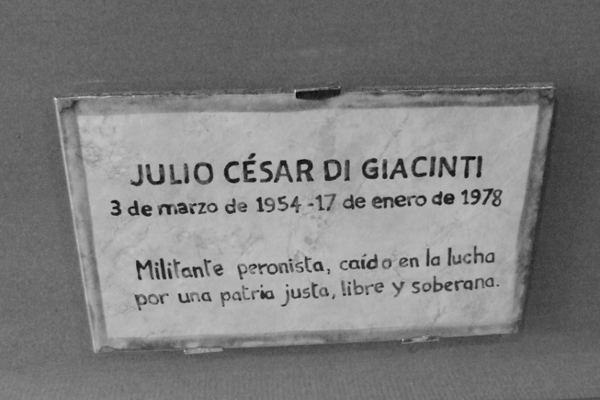 JULIO CÉSAR DI GIACINTI
3 de marzo de 1954 - 17 de enero de 1978
Militante peronista, caído en la lucha
por una patria justa, libre y soberana.